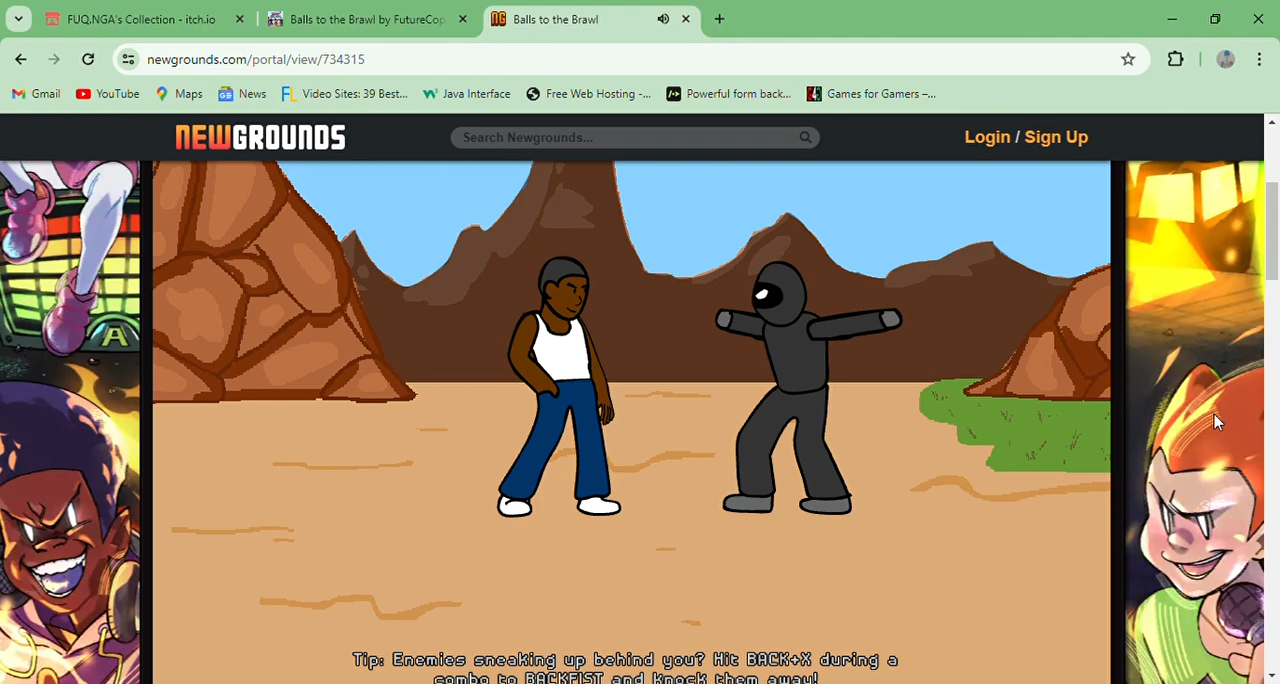 FUQ.NGA's Collection - itch.io
Balls to the Brawl by FutureCop
Balls to the Brawl
newgrounds.com/portal/view/734315
Gmail
YouTube
Maps
News
Video Sites: 39 Best...
Java Interface
Free Web Hosting -...
Powerful form back...
Games for Gamers –...
NEWGROUNDS
Search Newgrounds...
Login / Sign Up
A
Tip: Enemies sneaking up behind you? Hit BACK+X during a
combo to BACKFIST and knock them away!